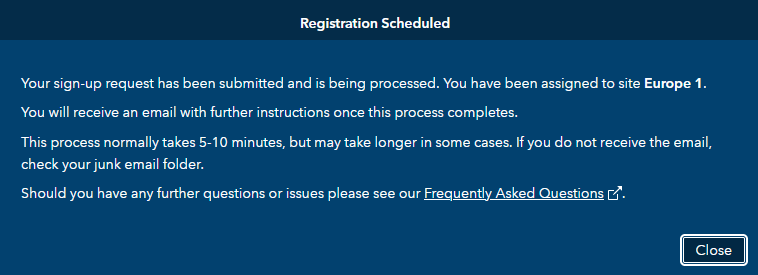 Registration Scheduled
Your sign-up request has been submitted and is being processed. You have been assigned to site Europe 1.
You will receive an email with further instructions once this process completes.
This process normally takes 5-10 minutes, but may take longer in some cases. If you do not receive the email,
check your junk email folder.
Should you have any further questions or issues please see our Frequently Asked Questions.
Close